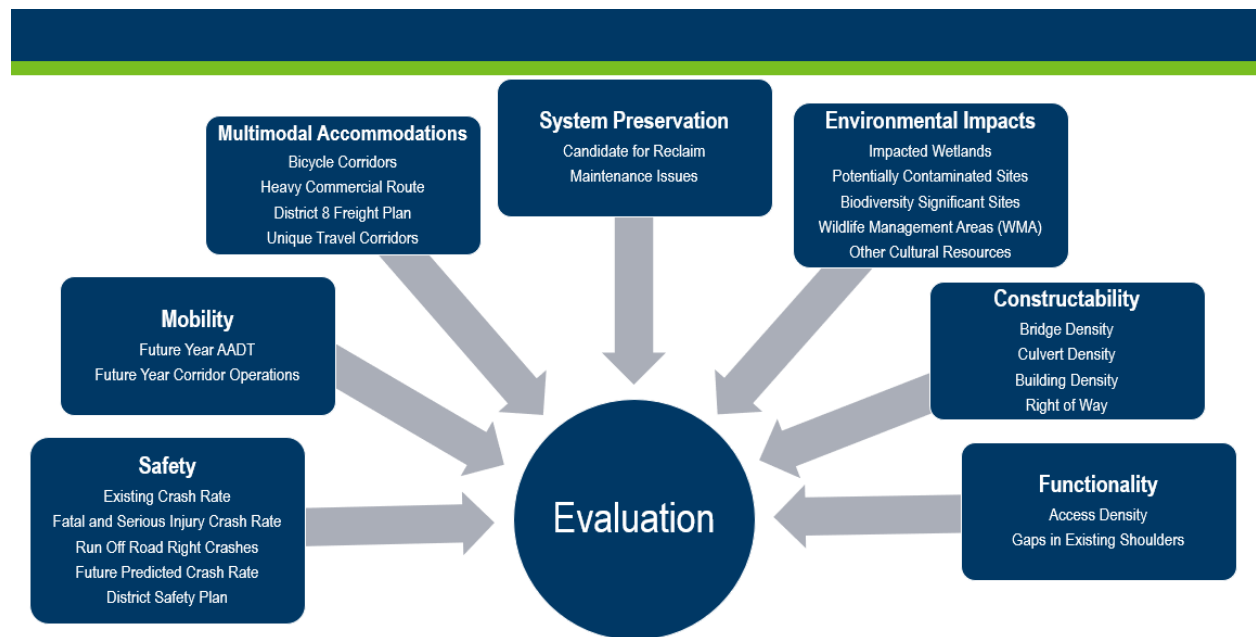 System Preservation
Candidate for Reclaim
Maintenance Issues
Multimodal Accommodations
Bicycle Corridors
Heavy Commercial Route
District 8 Freight Plan
Unique Travel Corridors
Environmental Impacts
Impacted Wetlands
Potentially Contaminated Sites
Biodiversity Significant Sites
Wildlife Management Areas (WMA)
Other Cultural Resources
Mobility
Future Year AADT
Future Year Corridor Operations
Constructability
Bridge Density
Culvert Density
Building Density
Right of Way
Safety
Existing Crash Rate
Fatal and Serious Injury Crash Rate
Run Off Road Right Crashes
Future Predicted Crash Rate
District Safety Plan
Functionality
Access Density
Gaps in Existing Shoulders
Evaluation